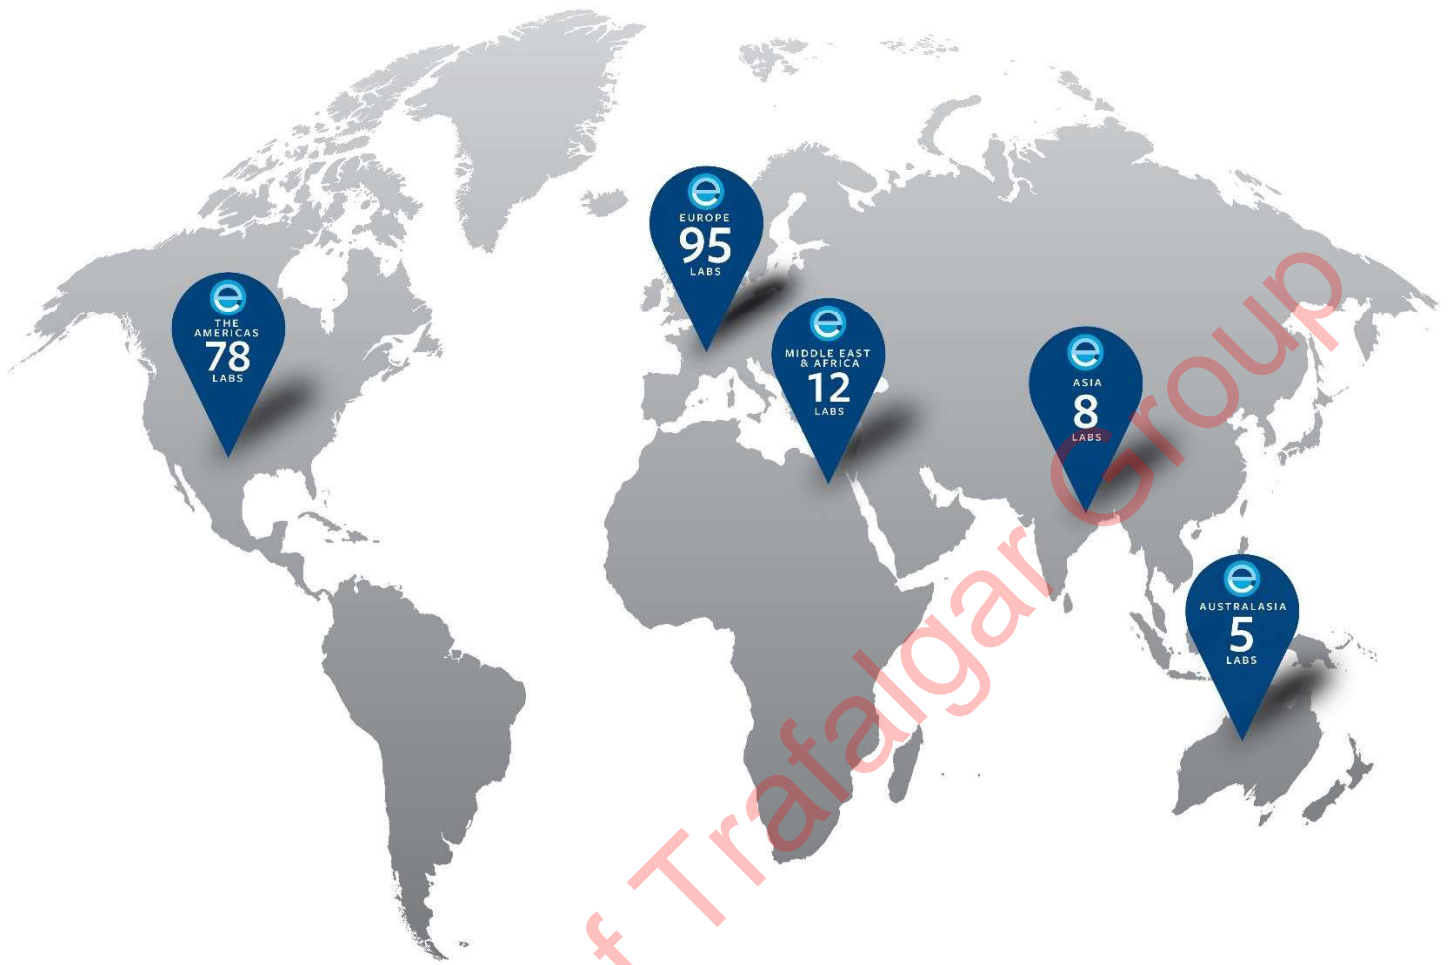 EUROPE
95
LABS
THE
AMERICAS
78
LABS
MIDDLE EAST
& AFRICA
12
LABS
ASIA
8
LABS
AUSTRALASIA
5
LABS
f Trafalgar Group